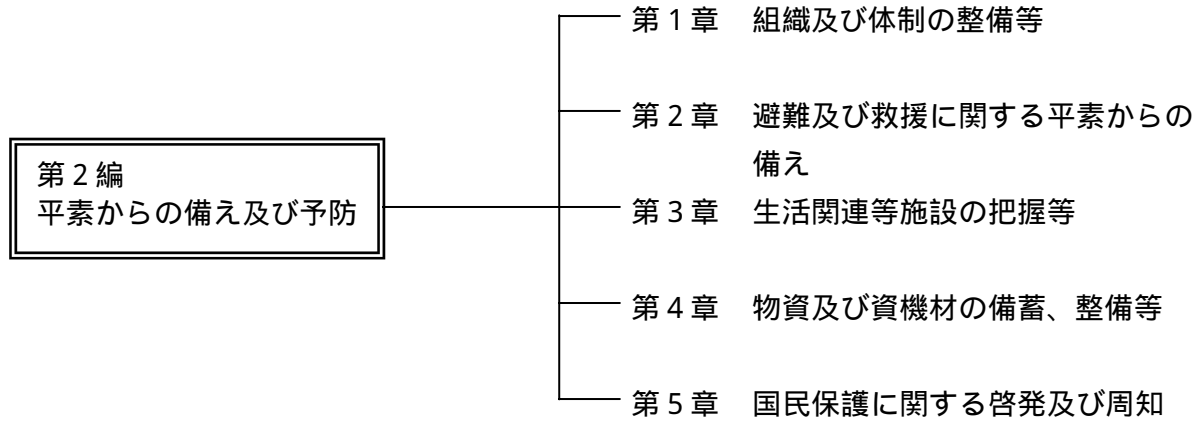 第1章 組織及び体制の整備等
第2章 避難及び救援に関する平素からの
備え
第2編
平素からの備え及び予防
第3章 生活関連等施設の把握等
第4章 物資及び資機材の備蓄、整備等
第5章 国民保護に関する啓発及び周知